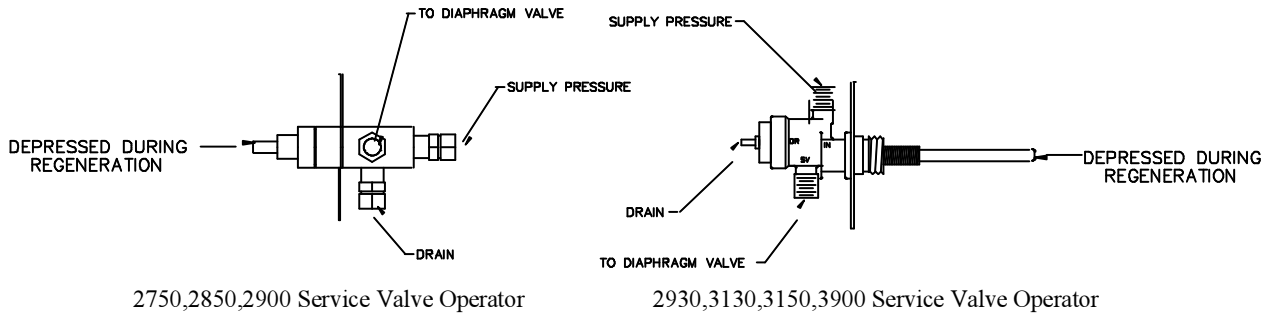 TO DIAPHRAGM VALVE
SUPPLY PRESSURE
DEPRESSED DURING
REGENERATION
DRAIN
2750,2850,2900 Service Valve Operator
SUPPLY PRESSURE
DR
IN
SV
DEPRESSED DURING
REGENERATION
DRAIN
TO DIAPHRAGM VALVE
2930,3130,3150,3900 Service Valve Operator